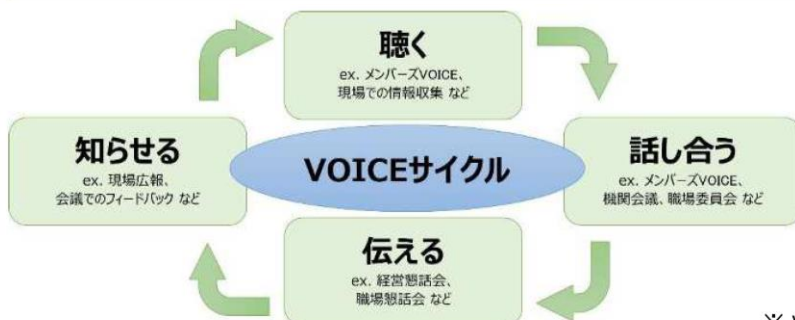 聴く
ex. メンバーズVOICE、
現場での情報収集 など
知らせる
ex. 現場広報、
会議でのフィードバック など
VOICEサイクル
話し合う
ex. メンバーズVOICE、
機関会議、職場委員会 など
伝える
ex. 経営懇話会、
職場懇話会 など
※